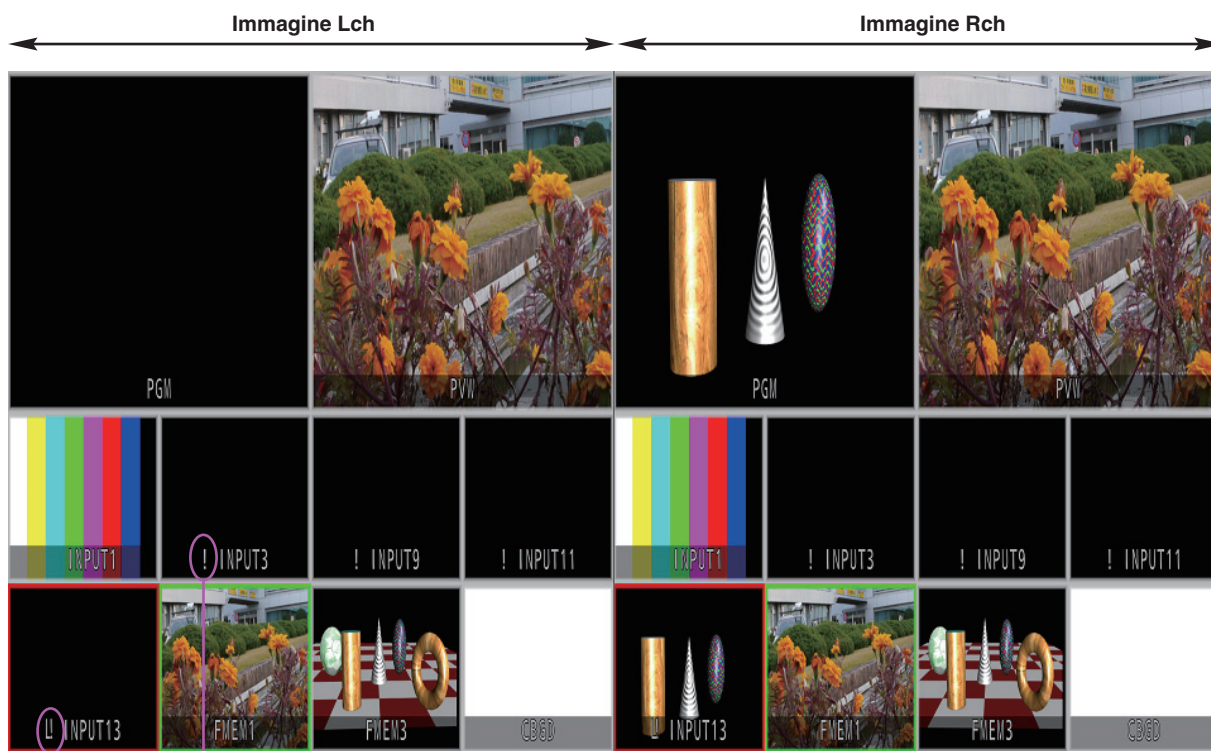 Immagine Lch
Immagine Rch
PGM
PVW
PGM
PVW
INPUT1
! INPUT3
! INPUT9
! INPUT11
INPUT1
! INPUT3
! INPUT9
! INPUT11
L! INPUT13
FMEM1
FMEM3
CBGD
L! INPUT13
FMEM1
FMEM3
CBGD